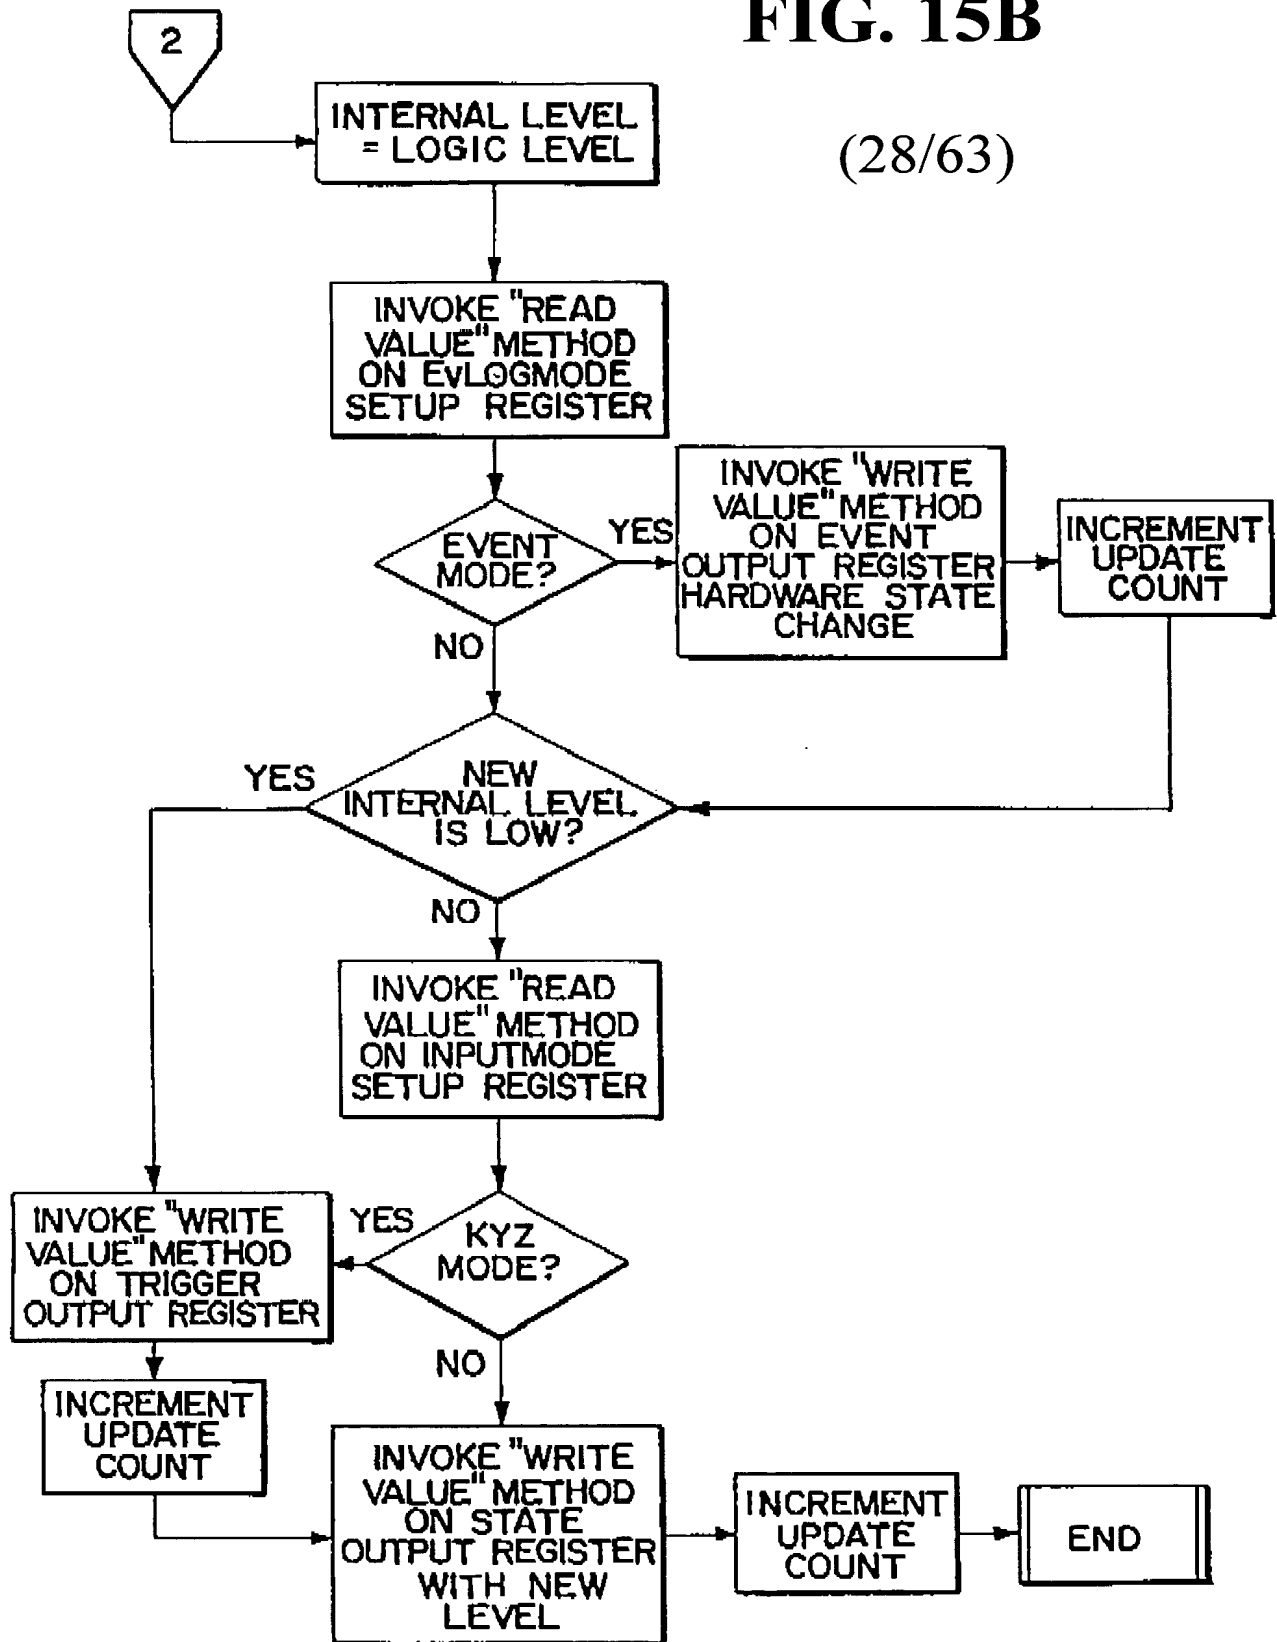 FIG. 15B
(28/63)
2
INTERNAL LEVEL
= LOGIC LEVEL
INVOKE "READ
VALUE" METHOD
ON EVLOGMODE
SETUP REGISTER
EVENT
MODE?
YES
NO
INVOKE "WRITE
VALUE" METHOD
ON EVENT
OUTPUT REGISTER
HARDWARE STATE
CHANGE
INCREMENT
UPDATE
COUNT
NEW
INTERNAL LEVEL
IS LOW?
YES
NO
INVOKE "READ
VALUE" METHOD
ON INPUTMODE
SETUP REGISTER
KYZ
MODE?
YES
NO
INVOKE "WRITE
VALUE" METHOD
ON TRIGGER
OUTPUT REGISTER
INCREMENT
UPDATE
COUNT
INVOKE "WRITE
VALUE" METHOD
ON STATE
OUTPUT REGISTER
WITH NEW
LEVEL
INCREMENT
UPDATE
COUNT
END